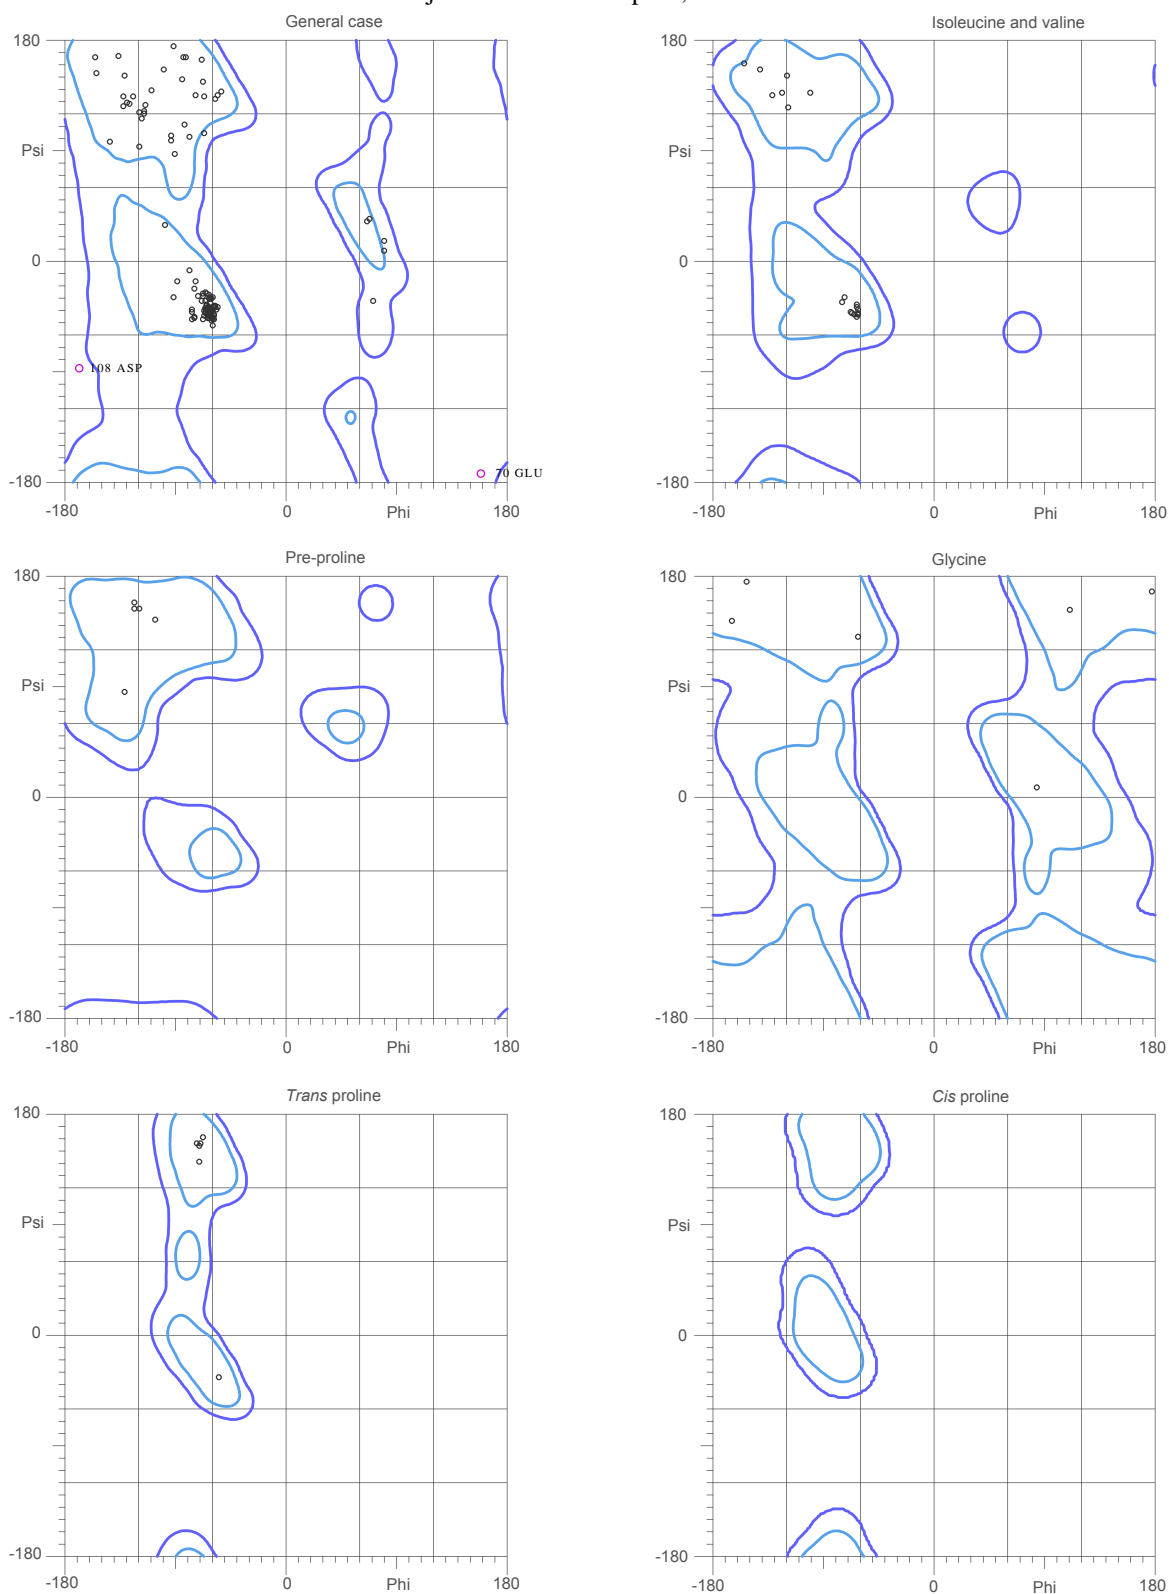 General case
180
Psi
0
-180
-180
0
Phi
180
108 ASP
70 GLU
Isoleucine and valine
180
Psi
0
-180
-180
0
Phi
180
Pre-proline
180
Psi
0
-180
-180
0
Phi
180
Glycine
180
Psi
0
-180
-180
0
Phi
180
Trans proline
180
Psi
0
-180
-180
0
Phi
180
Cis proline
180
Psi
0
-180
-180
0
Phi
180